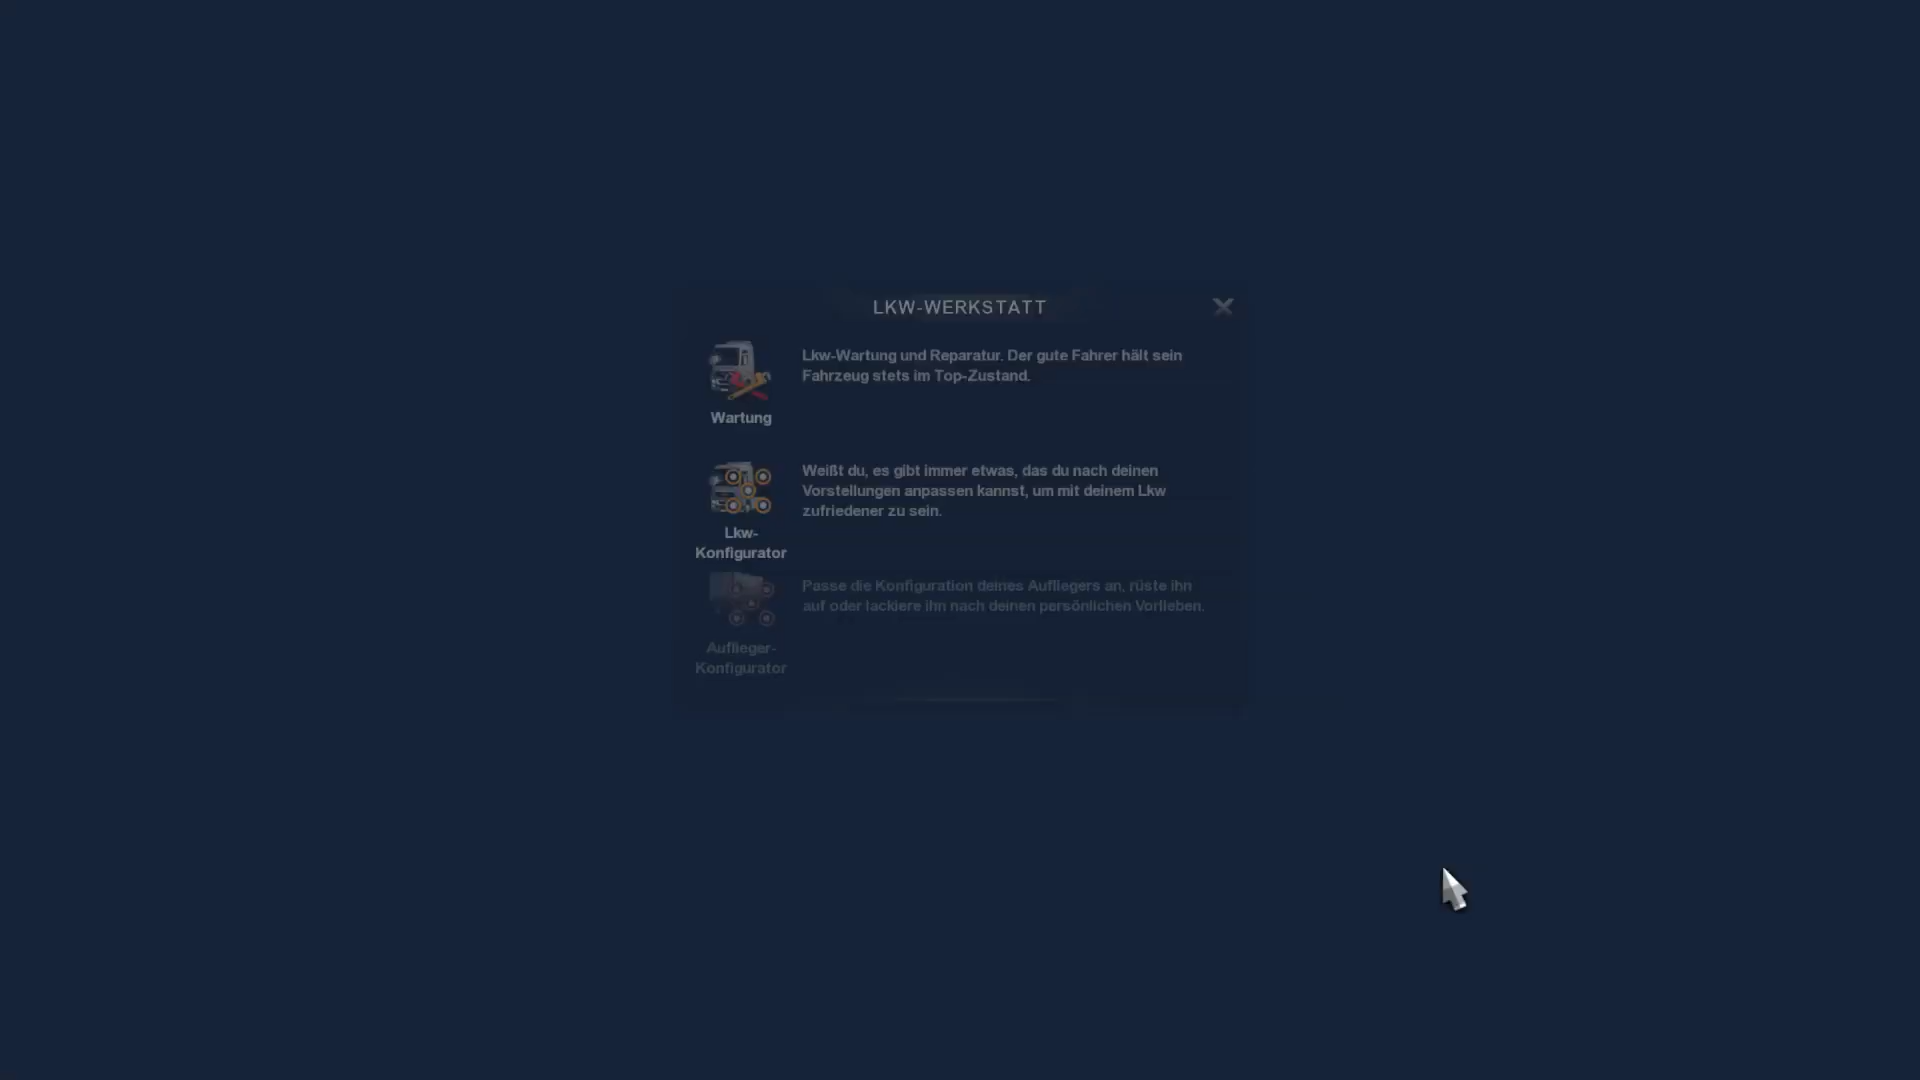 LKW-WERKSTATT
Lkw-Wartung und Reparatur. Der gute Fahrer hält sein
Fahrzeug stets im Top-Zustand.
Wartung
Weißt du, es gibt immer etwas, das du nach deinen
Vorstellungen anpassen kannst, um mit deinem Lkw
zufriedener zu sein.
Lkw-
Konfigurator
Passe die Konfiguration deines Aufliegers an, rüste ihn
auf oder lackiere ihn nach deinen persönlichen Vorlieben.
Auflieger-
Konfigurator